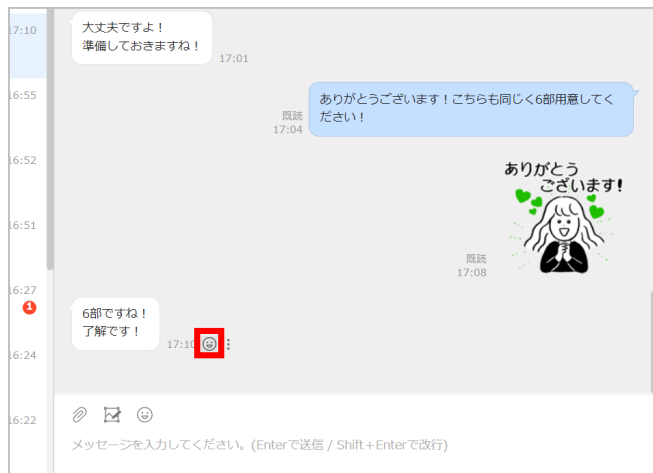 17:10
大丈夫ですよ！
準備しておきますね！
17:01
16:55
ありがとうございます！こちらも同じく6部用意してく
ださい！
既読
17:04
16:52
ありがとう
ございます!
16:51
既読
17:08
16:27
1
6部ですね！
了解です！
17:10
16:24
16:22
メッセージを入力してください。(Enterで送信 / Shift+Enterで改行)